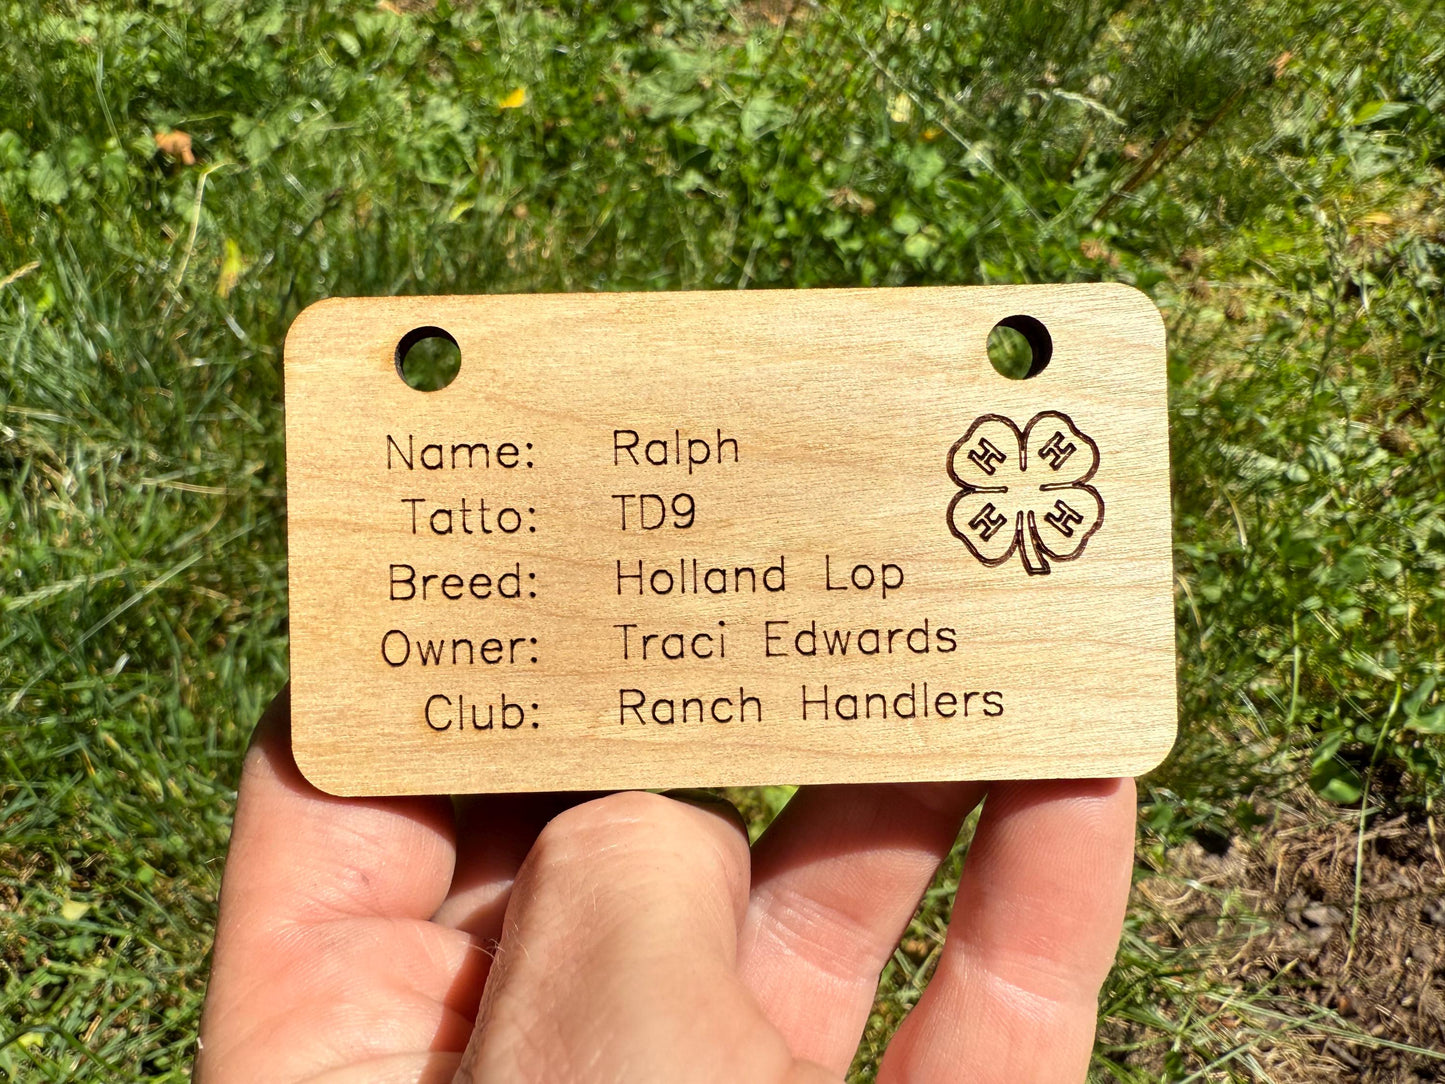 Name: Ralph
Tatto: TD9
Breed: Holland Lop
Owner: Traci Edwards
Club: Ranch Handlers
H H
H H